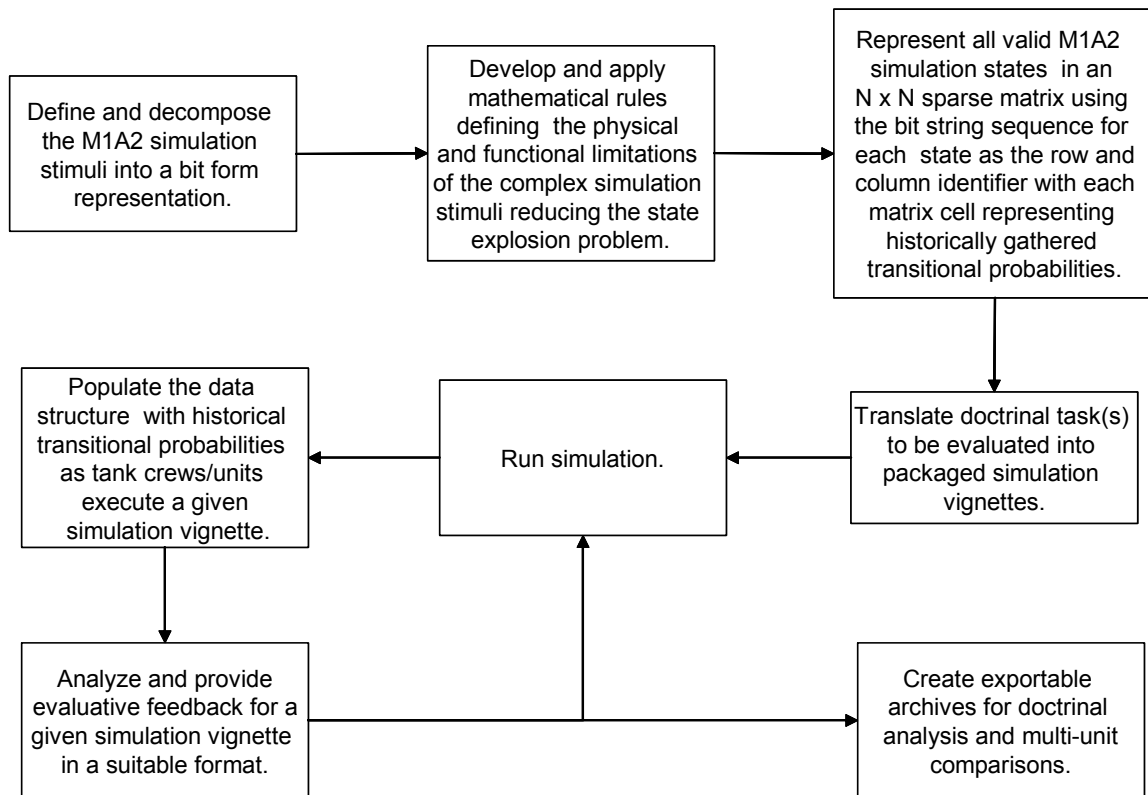 Define and decompose
the M1A2 simulation
stimuli into a bit form
representation.
Develop and apply
mathematical rules
defining the physical
and functional limitations
of the complex simulation
stimuli reducing the state
explosion problem.
Represent all valid M1A2
simulation states in an
N x N sparse matrix using
the bit string sequence for
each state as the row and
column identifier with each
matrix cell representing
historically gathered
transitional probabilities.
Translate doctrinal task(s)
to be evaluated into
packaged simulation
vignettes.
Run simulation.
Populate the data
structure with historical
transitional probabilities
as tank crews/units
execute a given
simulation vignette.
Analyze and provide
evaluative feedback for a
given simulation vignette
in a suitable format.
Create exportable
archives for doctrinal
analysis and multi-unit
comparisons.